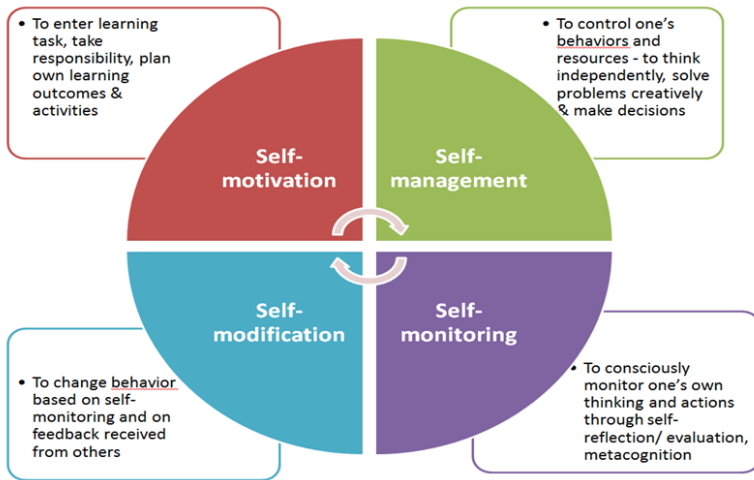 • To enter learning
task, take
responsibility, plan
own learning
outcomes &
activities
• To control one's
behaviors and
resources - to think
independently, solve
problems creatively
& make decisions
Self-
motivation
Self-
management
Self-
modification
Self-
monitoring
• To change behavior
based on self-
monitoring and on
feedback received
from others
• To consciously
monitor one's own
thinking and actions
through self-
reflection/ evaluation,
metacognition